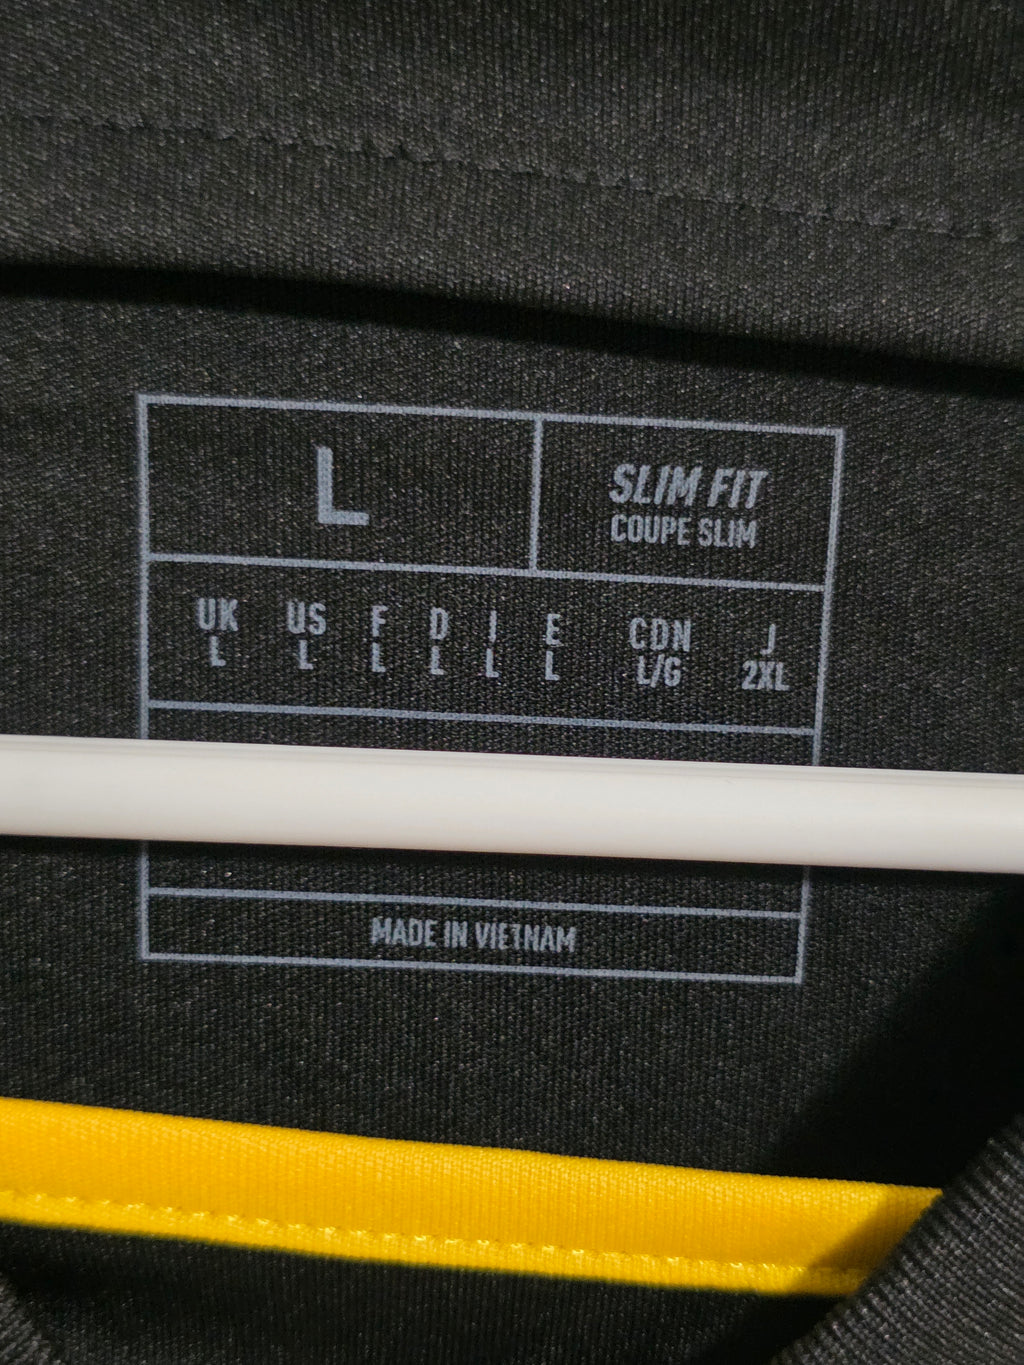 L
SLIM FIT
COUPE SLIM
UK US F D I E CDN J
L L L L L L L/G 2XL
MADE IN VIETNAM